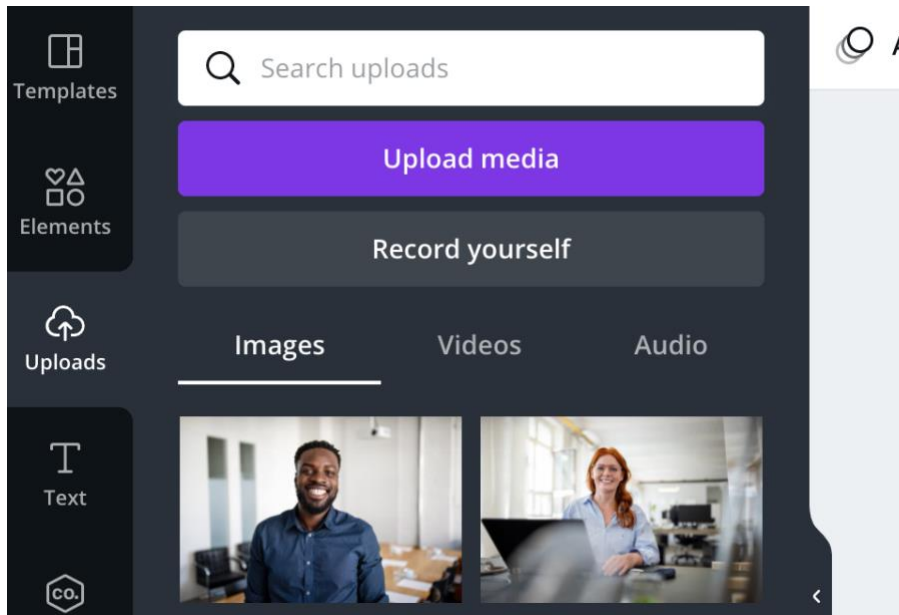 Templates
Elements
Uploads
Text
CO.
Search uploads
Upload media
Record yourself
Images Videos Audio